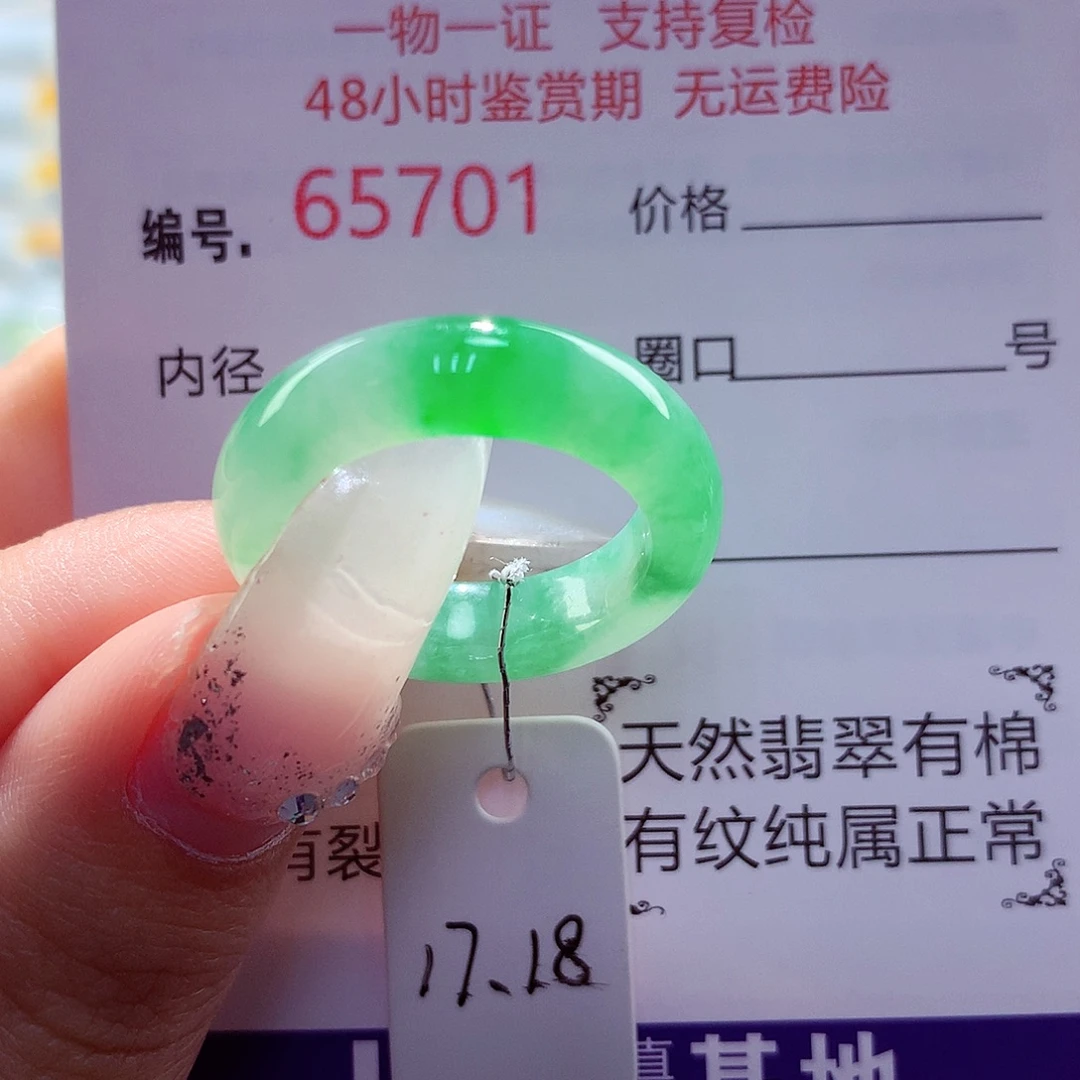 一物一证 支持复检
48小时鉴赏期 无运费险
编号. 65701 价格
内径 圈口 号
天然翡翠有棉
有裂 有纹纯属正常
17.18
基地